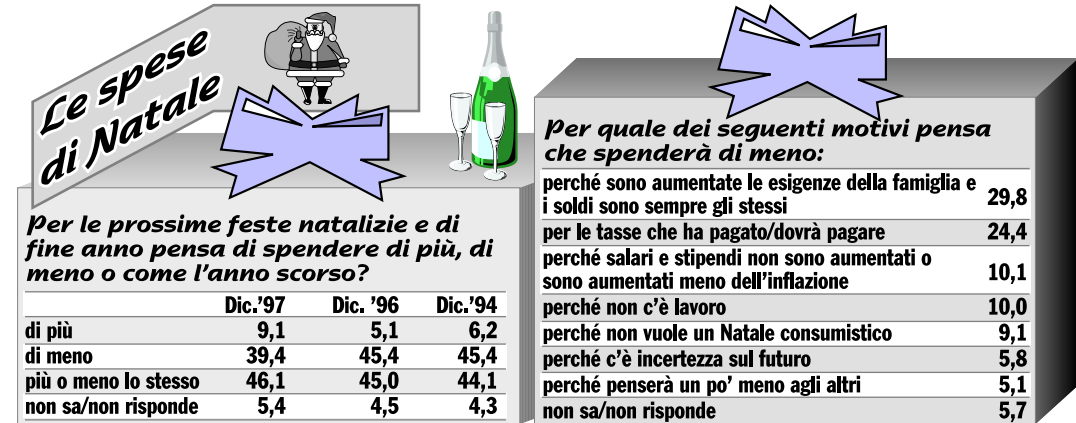 Le spese
di Natale
Per le prossime feste natalizie e di
fine anno pensa di spendere di più, di
meno o come l'anno scorso?
Dic.'97 Dic. '96 Dic.'94
di più 9,1 5,1 6,2
di meno 39,4 45,4 45,4
più o meno lo stesso 46,1 45,0 44,1
non sa/non risponde 5,4 4,5 4,3
Per quale dei seguenti motivi pensa
che spenderà di meno:
perché sono aumentate le esigenze della famiglia e
i soldi sono sempre gli stessi 29,8
per le tasse che ha pagato/dovrà pagare 24,4
perché salari e stipendi non sono aumentati o
sono aumentati meno dell'inflazione 10,1
perché non c'è lavoro 10,0
perché non vuole un Natale consumistico 9,1
perché c'è incertezza sul futuro 5,8
perché penserà un po' meno agli altri 5,1
non sa/non risponde 5,7